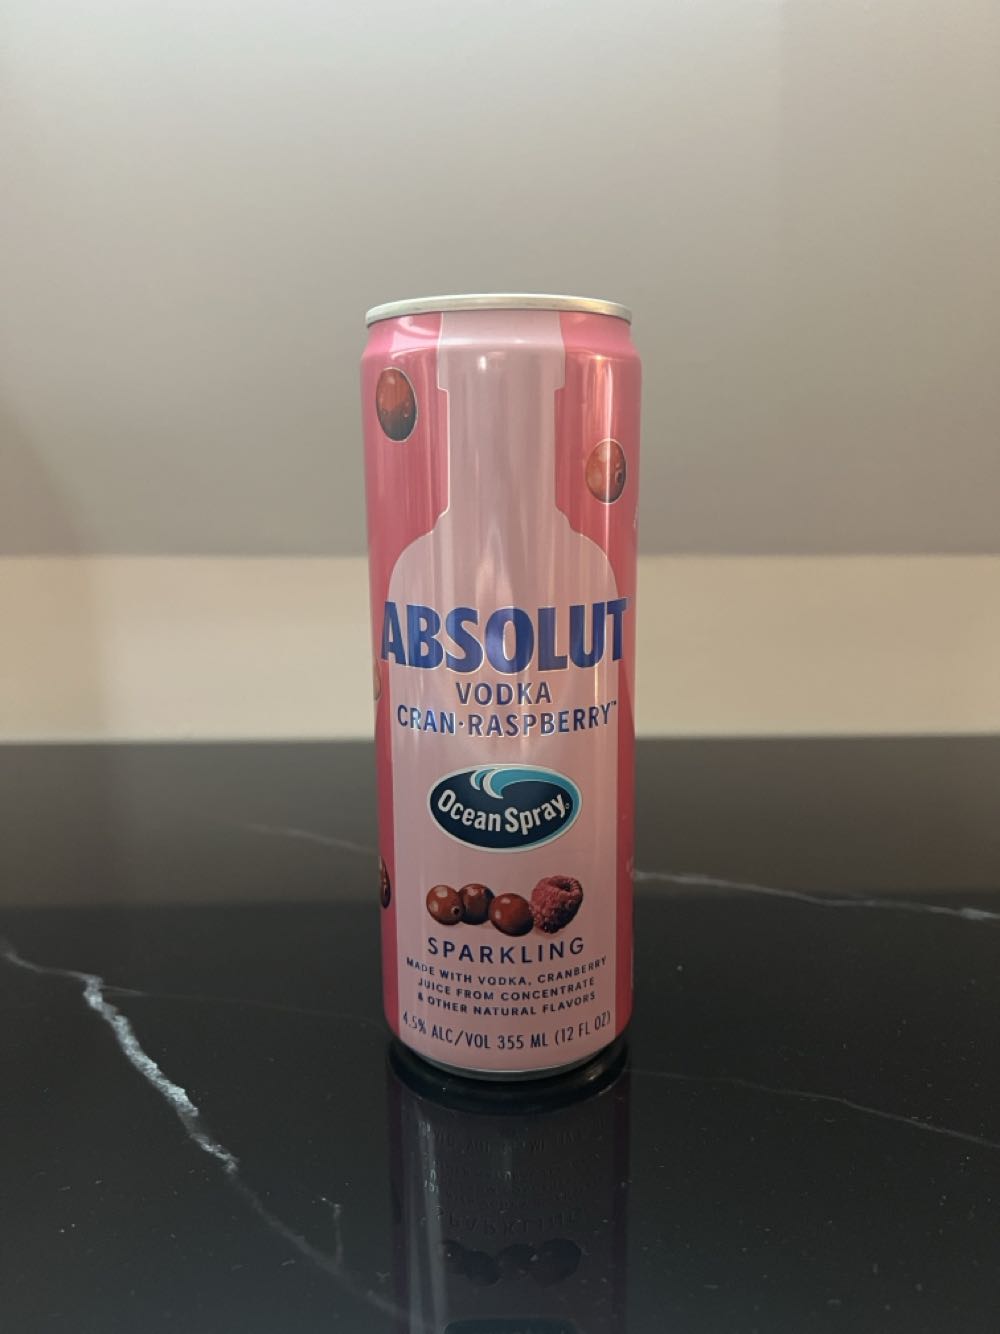 ABSOLUT
VODKA
CRAN·RASPBERRY™
Ocean Spray®
SPARKLING
MADE WITH VODKA, CRANBERRY
JUICE FROM CONCENTRATE
& OTHER NATURAL FLAVORS
4.5% ALC/VOL 355 ML (12 FL OZ)